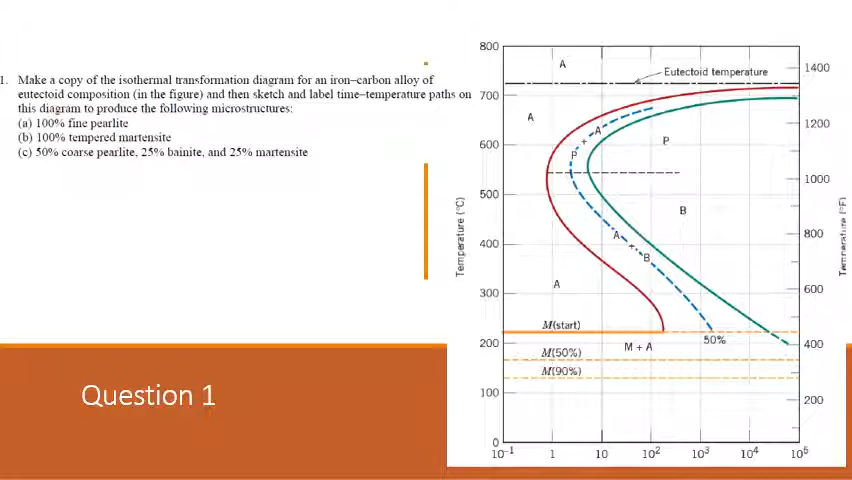 1. Make a copy of the isothermal transformation diagram for an iron–carbon alloy of
eutectoid composition (in the figure) and then sketch and label time–temperature paths on
this diagram to produce the following microstructures:
(a) 100% fine pearlite
(b) 100% tempered martensite
(c) 50% coarse pearlite, 25% bainite, and 25% martensite
Question 1
800
A
Eutectoid temperature
1400
700
A
A
1200
+
600
P
P
1000
500
B
Temperature (°C)
Temperature (°F)
800
400
A
+
B
A
600
300
M(start)
200
M + A
50%
400
M(50%)
M(90%)
100
200
0
10⁻¹
1
10
10²
10³
10⁴
10⁵